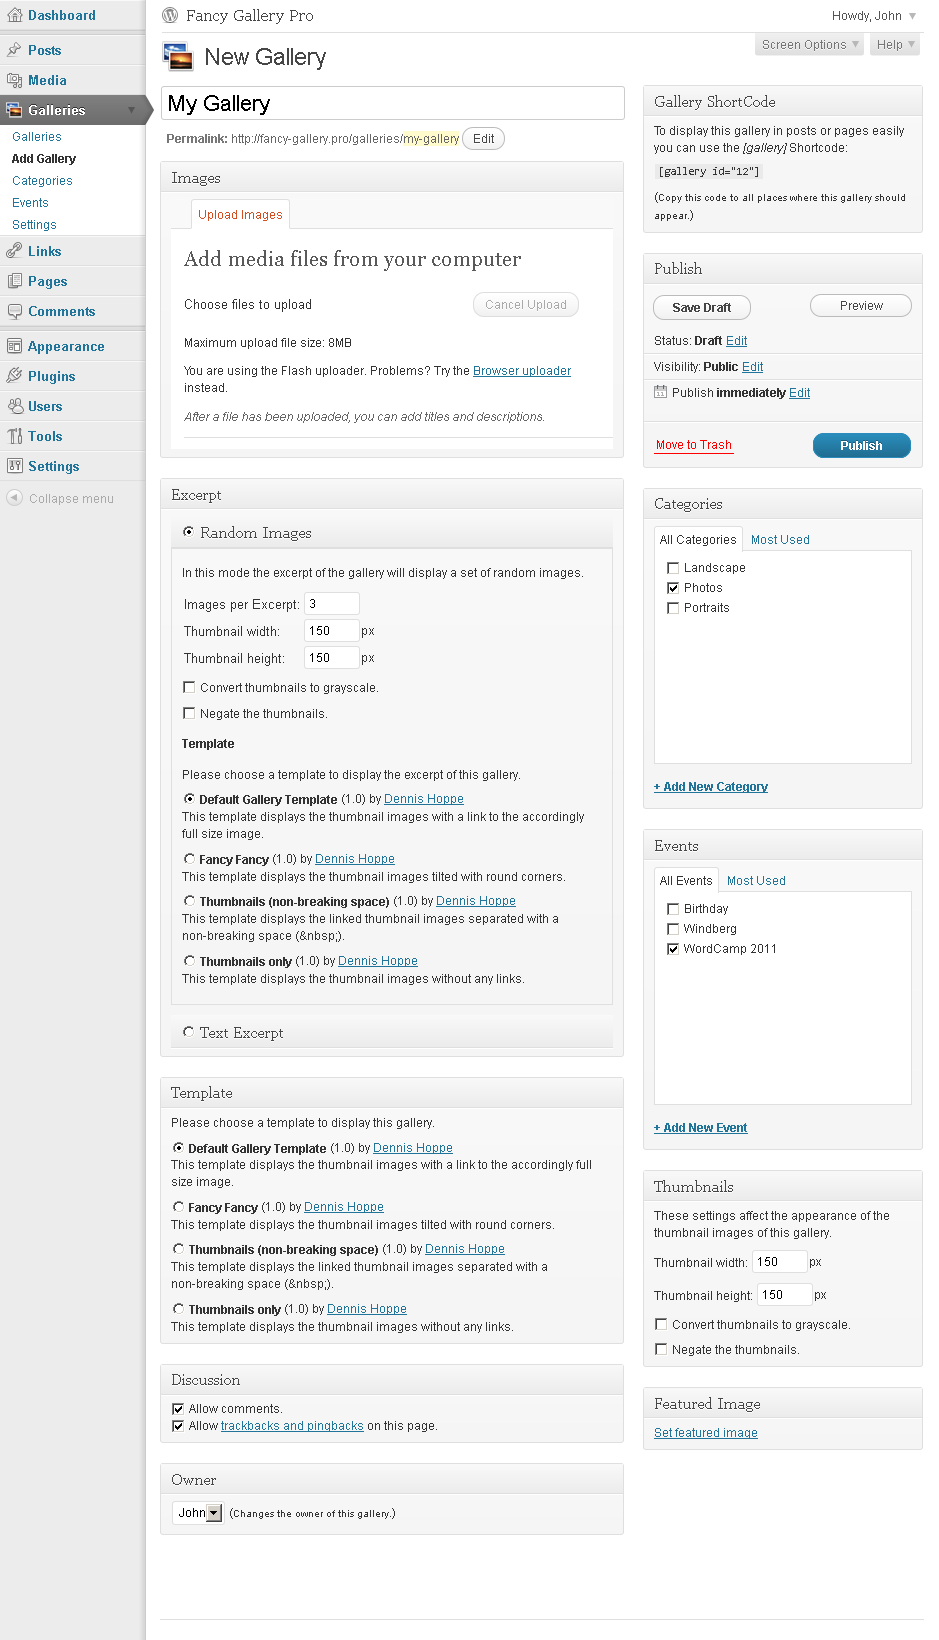 Dashboard
Posts
Media
Galleries
Galleries
Add Gallery
Categories
Events
Settings
Links
Pages
Comments
Appearance
Plugins
Users
Tools
Settings
Collapse menu
Fancy Gallery Pro
Howdy, John
Screen Options
Help
New Gallery
My Gallery
Permalink: http://fancy-gallery.pro/galleries/my-gallery Edit
Images
Upload Images
Add media files from your computer
Choose files to upload
Cancel Upload
Maximum upload file size: 8MB
You are using the Flash uploader. Problems? Try the Browser uploader
instead.
After a file has been uploaded, you can add titles and descriptions.
Excerpt
Random Images
In this mode the excerpt of the gallery will display a set of random images.
Images per Excerpt: 3
Thumbnail width: 150 px
Thumbnail height: 150 px
Convert thumbnails to grayscale.
Negate the thumbnails.
Template
Please choose a template to display the excerpt of this gallery.
Default Gallery Template (1.0) by Dennis Hoppe
This template displays the thumbnail images with a link to the accordingly
full size image.
Fancy Fancy (1.0) by Dennis Hoppe
This template displays the thumbnail images tilted with round corners.
Thumbnails (non-breaking space) (1.0) by Dennis Hoppe
This template displays the linked thumbnail images separated with a
non-breaking space (&nbsp;).
Thumbnails only (1.0) by Dennis Hoppe
This template displays the thumbnail images without any links.
Text Excerpt
Template
Please choose a template to display this gallery.
Default Gallery Template (1.0) by Dennis Hoppe
This template displays the thumbnail images with a link to the accordingly full
size image.
Fancy Fancy (1.0) by Dennis Hoppe
This template displays the thumbnail images tilted with round corners.
Thumbnails (non-breaking space) (1.0) by Dennis Hoppe
This template displays the linked thumbnail images separated with a
non-breaking space (&nbsp;).
Thumbnails only (1.0) by Dennis Hoppe
This template displays the thumbnail images without any links.
Discussion
Allow comments.
Allow trackbacks and pingbacks on this page.
Owner
John (Changes the owner of this gallery.)
Gallery ShortCode
To display this gallery in posts or pages easily
you can use the [gallery] Shortcode:
[gallery id="12"]
(Copy this code to all places where this gallery should
appear.)
Publish
Save Draft
Preview
Status: Draft Edit
Visibility: Public Edit
Publish immediately Edit
Move to Trash
Publish
Categories
All Categories
Most Used
Landscape
Photos
Portraits
+ Add New Category
Events
All Events
Most Used
Birthday
Windberg
WordCamp 2011
+ Add New Event
Thumbnails
These settings affect the appearance of the
thumbnail images of this gallery.
Thumbnail width: 150 px
Thumbnail height: 150 px
Convert thumbnails to grayscale.
Negate the thumbnails.
Featured Image
Set featured image